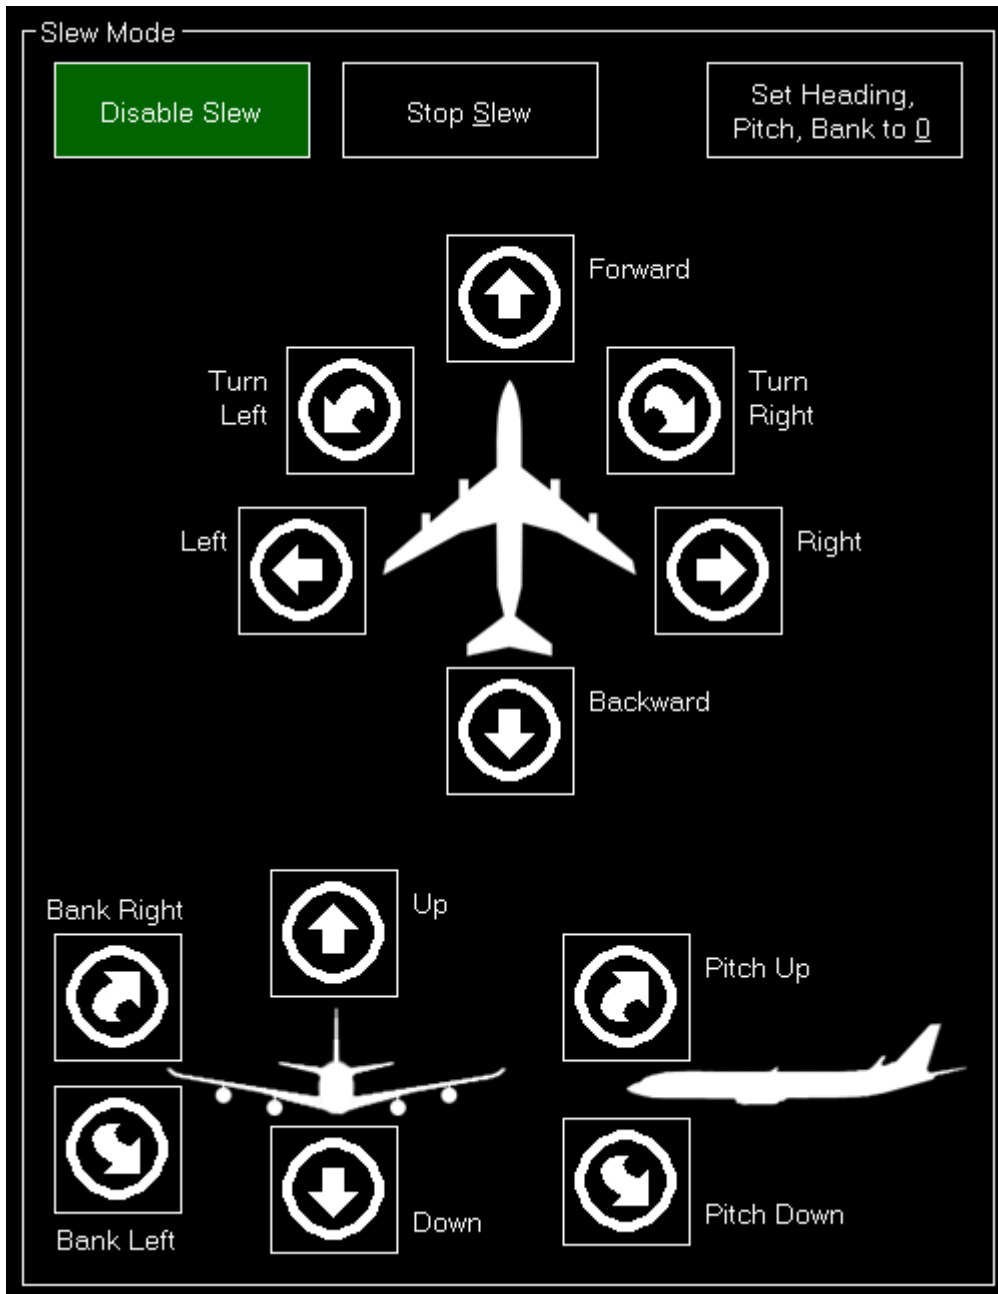 Slew Mode
Disable Slew
Stop Slew
Set Heading,
Pitch, Bank to 0
Forward
Turn
Left
Turn
Right
Left
Right
Backward
Bank Right
Up
Pitch Up
Bank Left
Down
Pitch Down